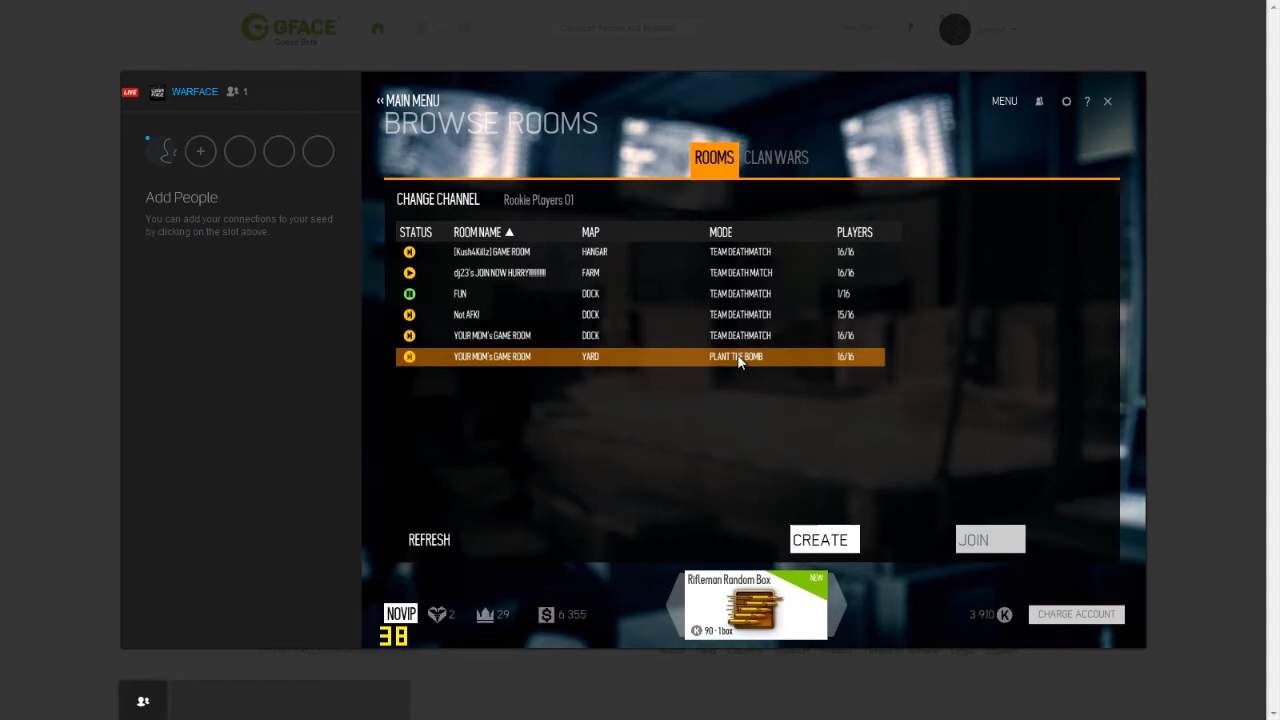 GFACE
Closed Beta
LIVE
WARFACE
1
Add People
You can add your connections to your seed
by clicking on the slot above.
« MAIN MENU
MENU
?
BROWSE ROOMS
ROOMS
CLAN WARS
CHANGE CHANNEL
Rookie Players 01
STATUS ROOM NAME ▲ MAP MODE PLAYERS
[Kush4Killz] GAME ROOM HANGAR TEAM DEATHMATCH 16/16
FARM TEAM DEATHMATCH 16/16
FUN DOCK TEAM DEATHMATCH 1/16
Not AFK! DOCK TEAM DEATHMATCH 15/16
YOUR MOM's GAME ROOM DOCK TEAM DEATHMATCH 16/16
YOUR MOM's GAME ROOM YARD PLANT THE BOMB 16/16
REFRESH
CREATE
JOIN
Rifleman Random Box
NEW
K 90 - 1 box
NOVIP
2
29
S 6 355
3 910 K
CHARGE ACCOUNT
38